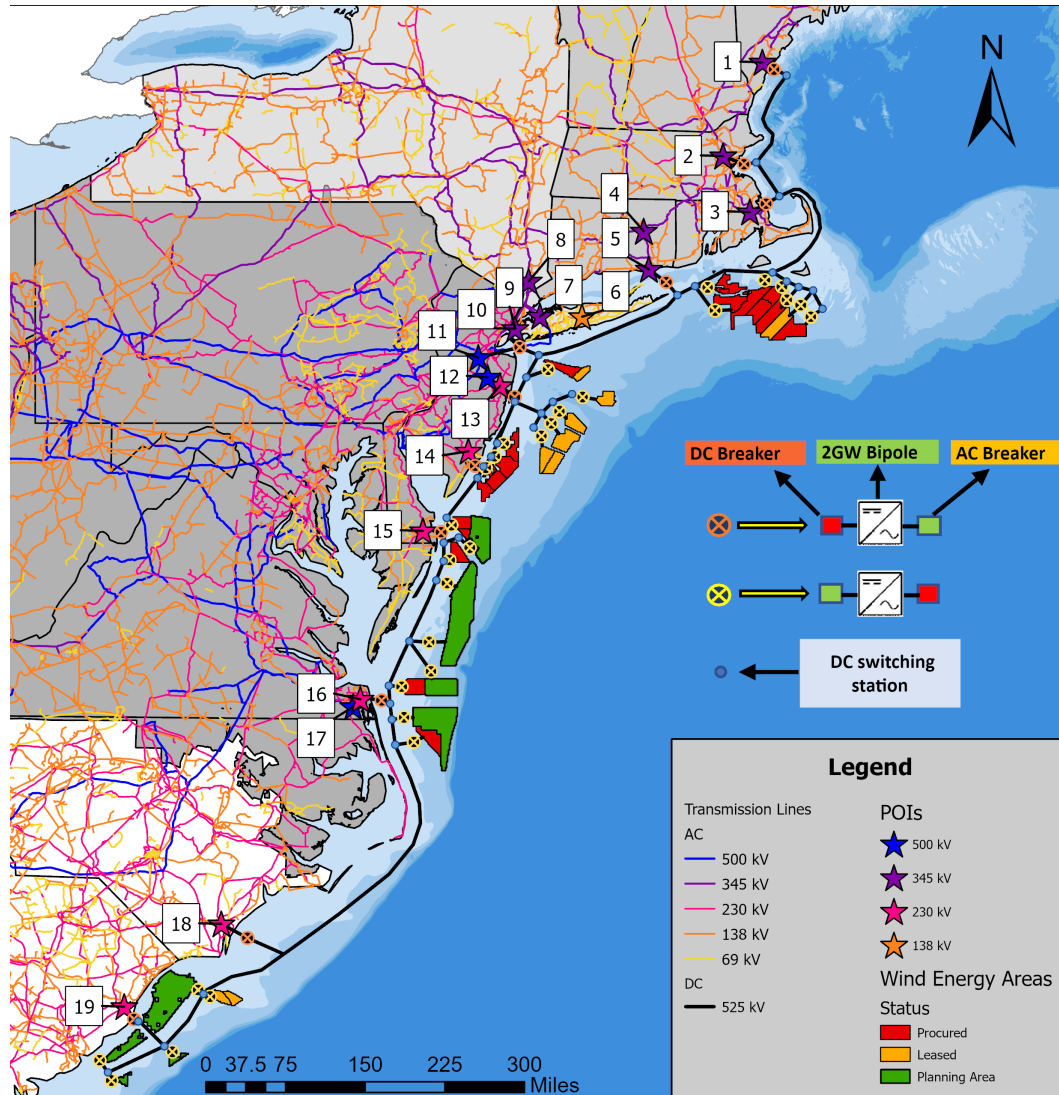 N
1
2
3
4
5
8
9
7
6
10
11
12
13
14
15
16
17
18
19
DC Breaker
2GW Bipole
AC Breaker
DC switching
station
Legend
Transmission Lines
AC
500 kV
345 kV
230 kV
138 kV
69 kV
DC
525 kV
POIs
500 kV
345 kV
230 kV
138 kV
Wind Energy Areas
Status
Procured
Leased
Planning Area
0 37.5 75 150 225 300
Miles